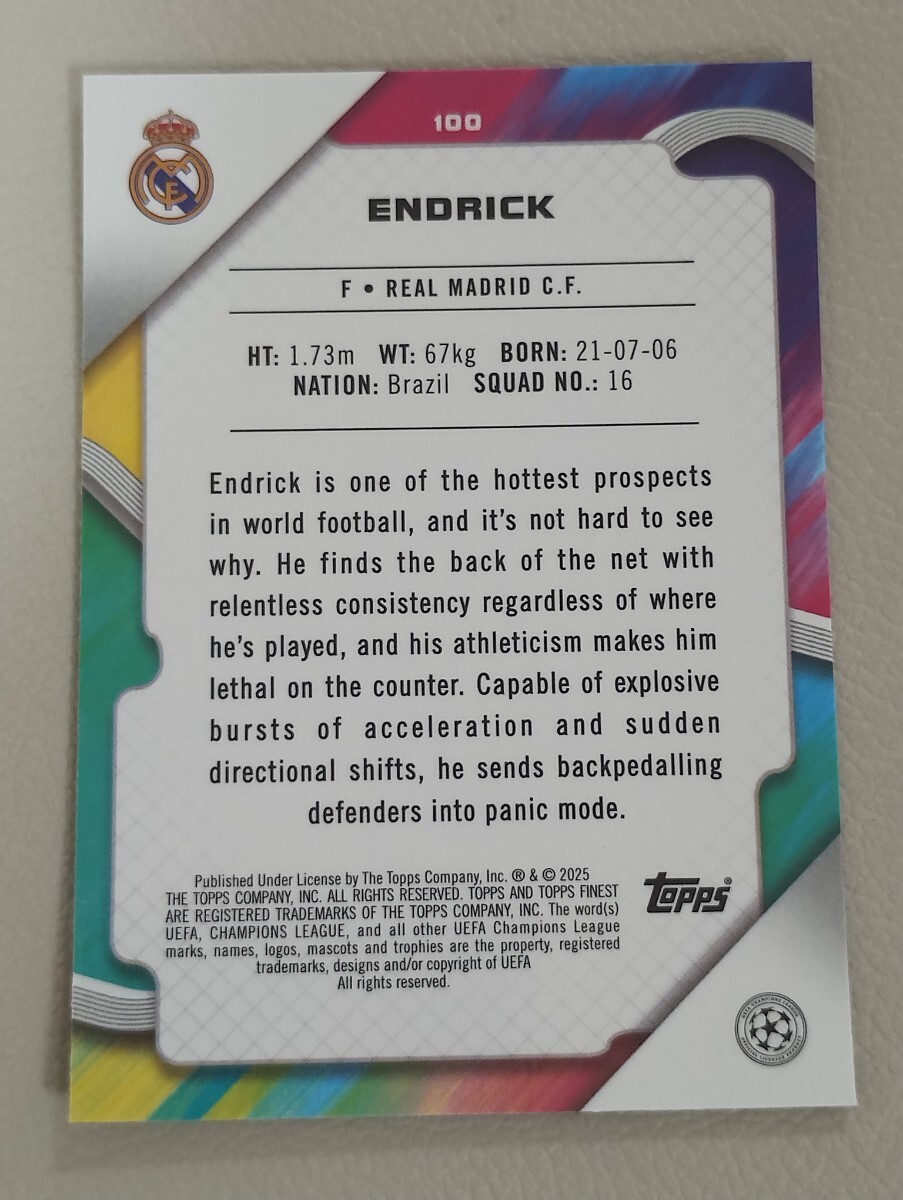 100
ENDRICK
F • REAL MADRID C.F.
HT: 1.73m WT: 67kg BORN: 21-07-06
NATION: Brazil SQUAD NO.: 16
Endrick is one of the hottest prospects
in world football, and it's not hard to see
why. He finds the back of the net with
relentless consistency regardless of where
he's played, and his athleticism makes him
lethal on the counter. Capable of explosive
bursts of acceleration and sudden
directional shifts, he sends backpedalling
defenders into panic mode.
Published Under License by The Topps Company, Inc. ® & © 2025
THE TOPPS COMPANY, INC. ALL RIGHTS RESERVED. TOPPS AND TOPPS FINEST
ARE REGISTERED TRADEMARKS OF THE TOPPS COMPANY, INC. The word(s)
UEFA, CHAMPIONS LEAGUE, and all other UEFA Champions League
marks, names, logos, mascots and trophies are the property, registered
trademarks, designs and/or copyright of UEFA
All rights reserved.
Topps®
UEFA CHAMPIONS LEAGUE
OFFICIAL LICENSED PRODUCT